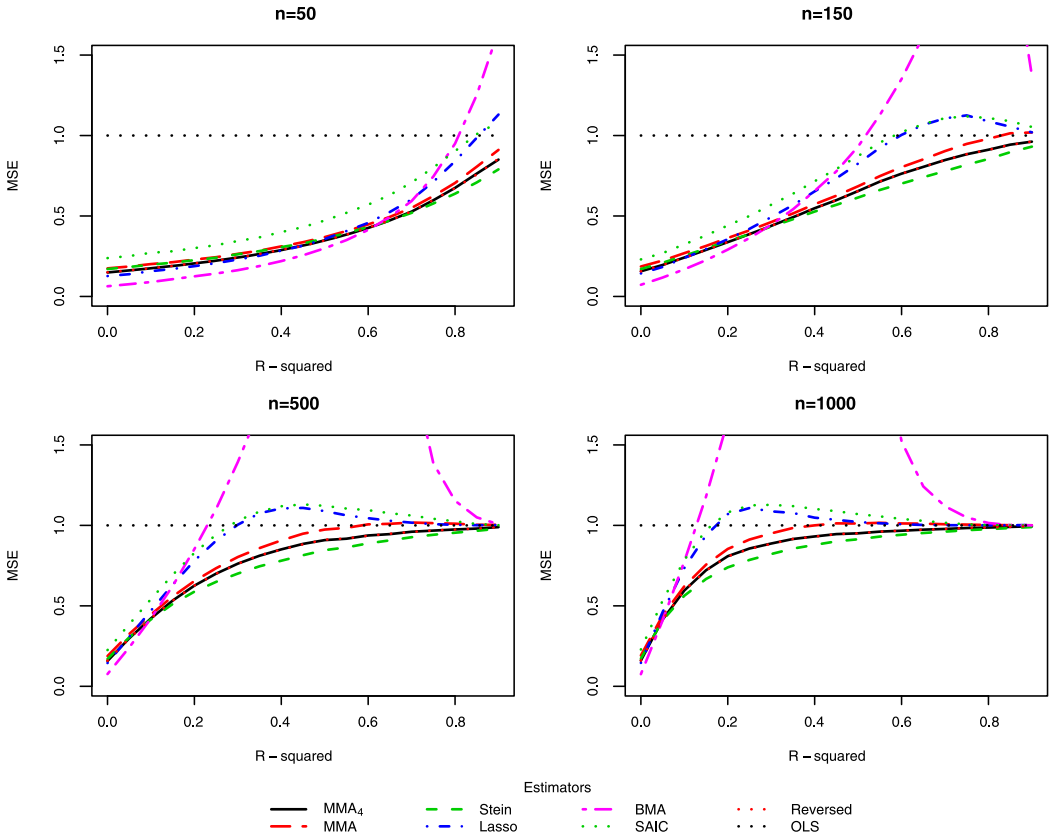 n=50
n=150
MSE
0.0 0.5 1.0 1.5
0.0 0.2 0.4 0.6 0.8
R − squared
MSE
0.0 0.5 1.0 1.5
0.0 0.2 0.4 0.6 0.8
R − squared
n=500
n=1000
MSE
0.0 0.5 1.0 1.5
0.0 0.2 0.4 0.6 0.8
R − squared
MSE
0.0 0.5 1.0 1.5
0.0 0.2 0.4 0.6 0.8
R − squared
Estimators
MMA₄ Stein BMA Reversed
MMA Lasso SAIC OLS